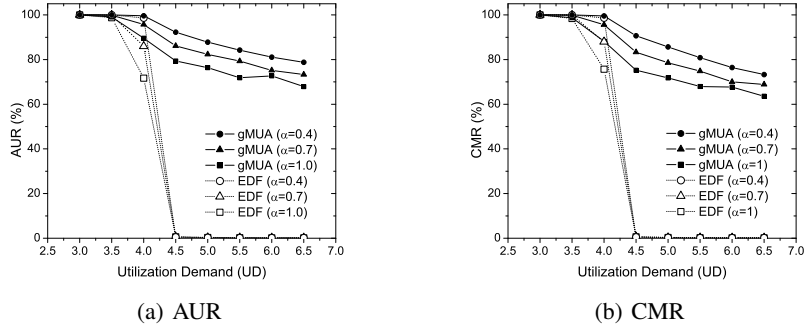 100
80
60
40
20
0
AUR (%)
gMUA (α=0.4)
gMUA (α=0.7)
gMUA (α=1.0)
EDF (α=0.4)
EDF (α=0.7)
EDF (α=1.0)
2.5 3.0 3.5 4.0 4.5 5.0 5.5 6.0 6.5 7.0
Utilization Demand (UD)
(a) AUR
100
80
60
40
20
0
CMR (%)
gMUA (α=0.4)
gMUA (α=0.7)
gMUA (α=1)
EDF (α=0.4)
EDF (α=0.7)
EDF (α=1)
2.5 3.0 3.5 4.0 4.5 5.0 5.5 6.0 6.5 7.0
Utilization Demand (UD)
(b) CMR